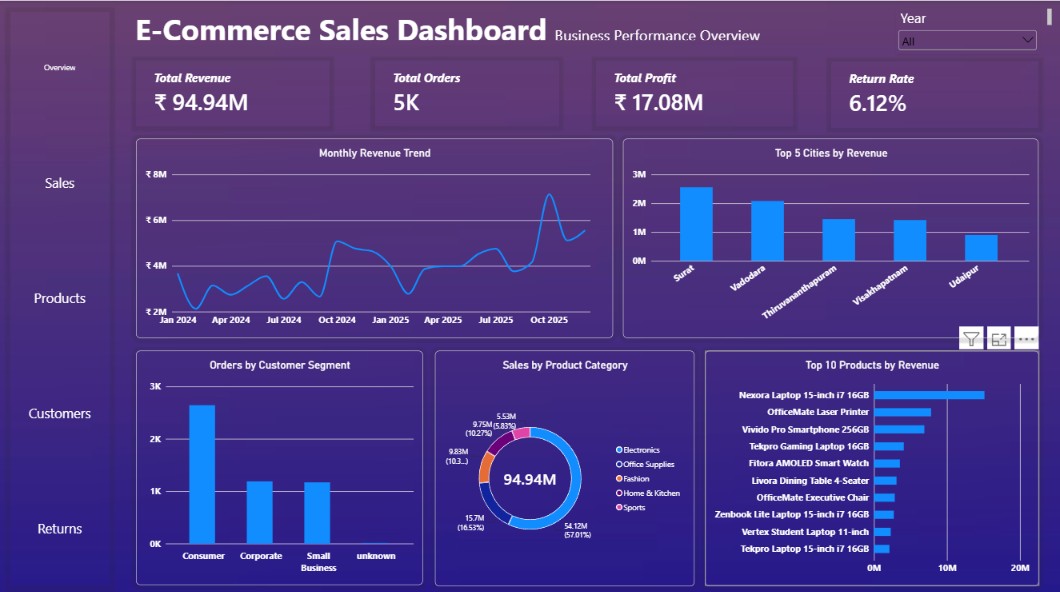 E-Commerce Sales Dashboard Business Performance Overview
Year
All
Overview
Sales
Products
Customers
Returns
Total Revenue
₹ 94.94M
Total Orders
5K
Total Profit
₹ 17.08M
Return Rate
6.12%
Monthly Revenue Trend
₹ 8M
₹ 6M
₹ 4M
₹ 2M
Jan 2024 Apr 2024 Jul 2024 Oct 2024 Jan 2025 Apr 2025 Jul 2025 Oct 2025
Top 5 Cities by Revenue
3M
2M
1M
0M
Surat
Vadodara
Thiruvananthapuram
Visakhapatnam
Udaipur
Orders by Customer Segment
3K
2K
1K
0K
Consumer Corporate Small Business unknown
Sales by Product Category
5.53M
(5.83%)
9.75M
(10.27%)
9.83M
(10.3...)
15.7M
(16.53%)
54.12M
(57.01%)
94.94M
Electronics
Office Supplies
Fashion
Home & Kitchen
Sports
Top 10 Products by Revenue
Nexora Laptop 15-inch i7 16GB
OfficeMate Laser Printer
Vivido Pro Smartphone 256GB
Tekpro Gaming Laptop 16GB
Fitora AMOLED Smart Watch
Livora Dining Table 4-Seater
OfficeMate Executive Chair
Zenbook Lite Laptop 15-inch i7 16GB
Vertex Student Laptop 11-inch
Tekpro Laptop 15-inch i7 16GB
0M 10M 20M